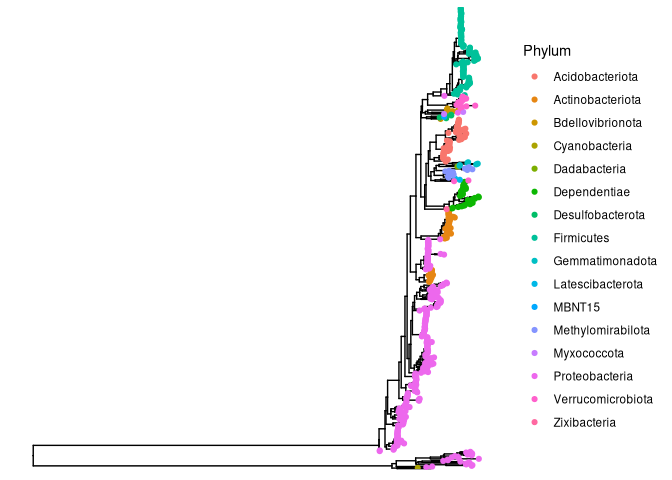 Phylum
Acidobacteriota
Actinobacteriota
Bdellovibrionota
Cyanobacteria
Dadabacteria
Dependentiae
Desulfobacterota
Firmicutes
Gemmatimonadota
Latescibacterota
MBNT15
Methylomirabilota
Myxococcota
Proteobacteria
Verrucomicrobiota
Zixibacteria